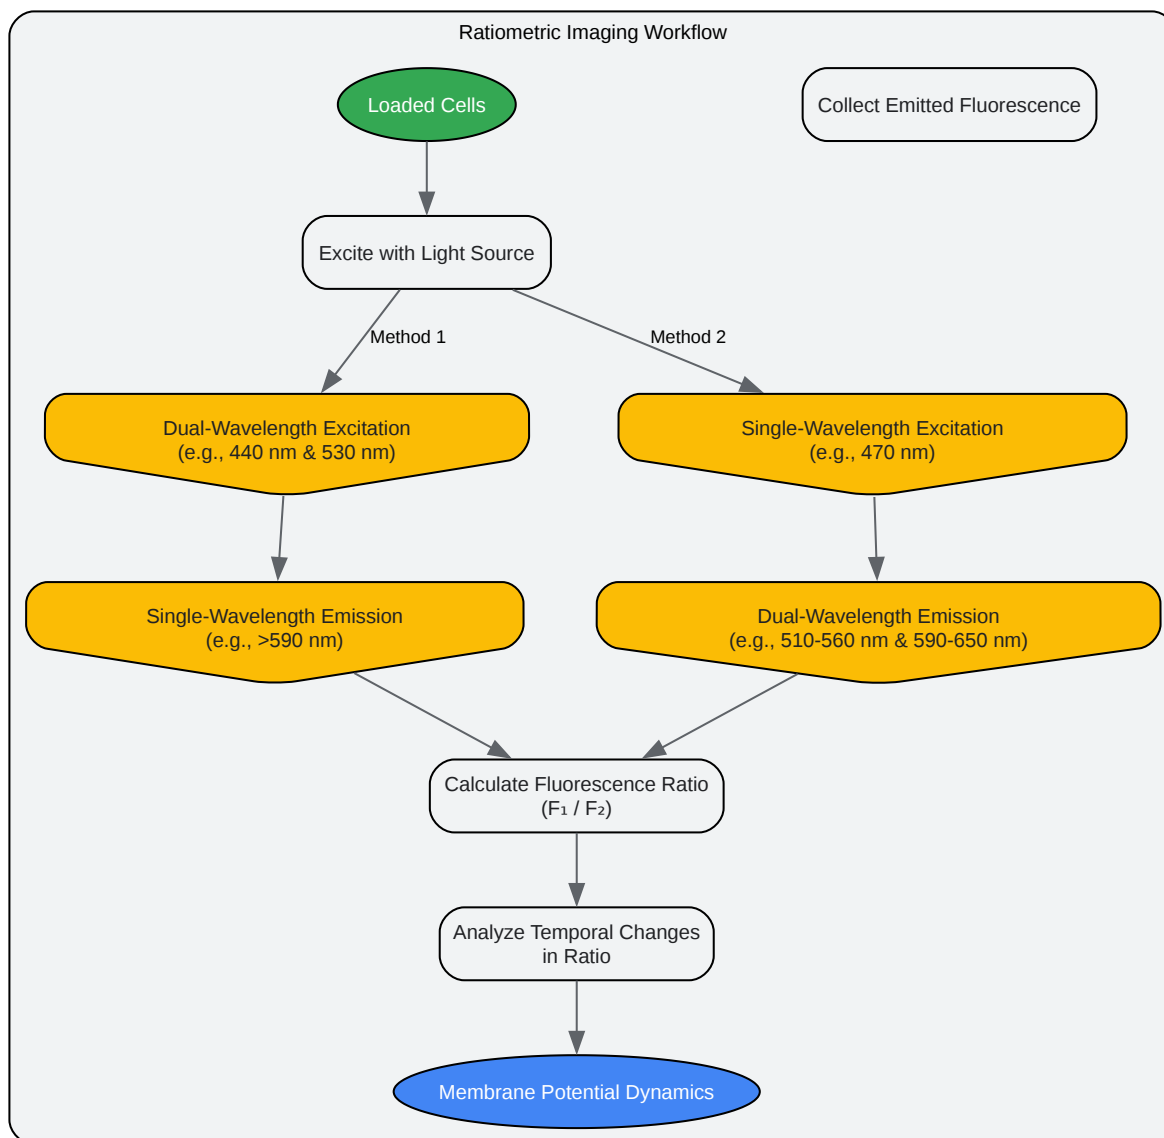 Ratiometric Imaging Workflow
Loaded Cells
Collect Emitted Fluorescence
Excite with Light Source
Method 1
Method 2
Dual-Wavelength Excitation
(e.g., 440 nm & 530 nm)
Single-Wavelength Excitation
(e.g., 470 nm)
Single-Wavelength Emission
(e.g., >590 nm)
Dual-Wavelength Emission
(e.g., 510-560 nm & 590-650 nm)
Calculate Fluorescence Ratio
(F₁ / F₂)
Analyze Temporal Changes
in Ratio
Membrane Potential Dynamics